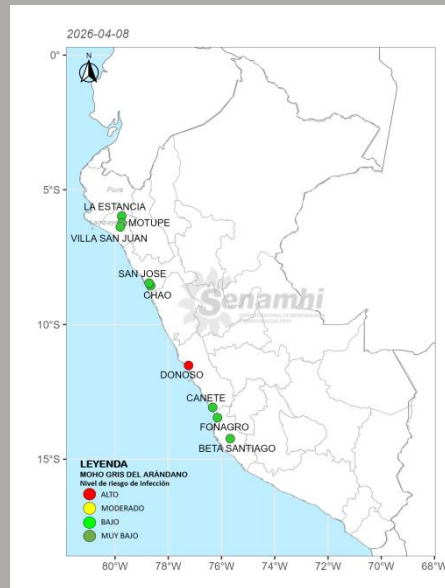 2026-04-08
N
0°
5°S
10°S
15°S
Piura
LA ESTANCIA
MOTUPE
VILLA SAN JUAN
SAN JOSE
CHAO
Senamhi
DONOSO
CANETE
FONAGRO
BETA SANTIAGO
LEYENDA
MOHO GRIS DEL ARÁNDANO
Nivel de riesgo de infección
ALTO
MODERADO
BAJO
MUY BAJO
80°W 78°W 76°W 74°W 72°W 70°W 68°W